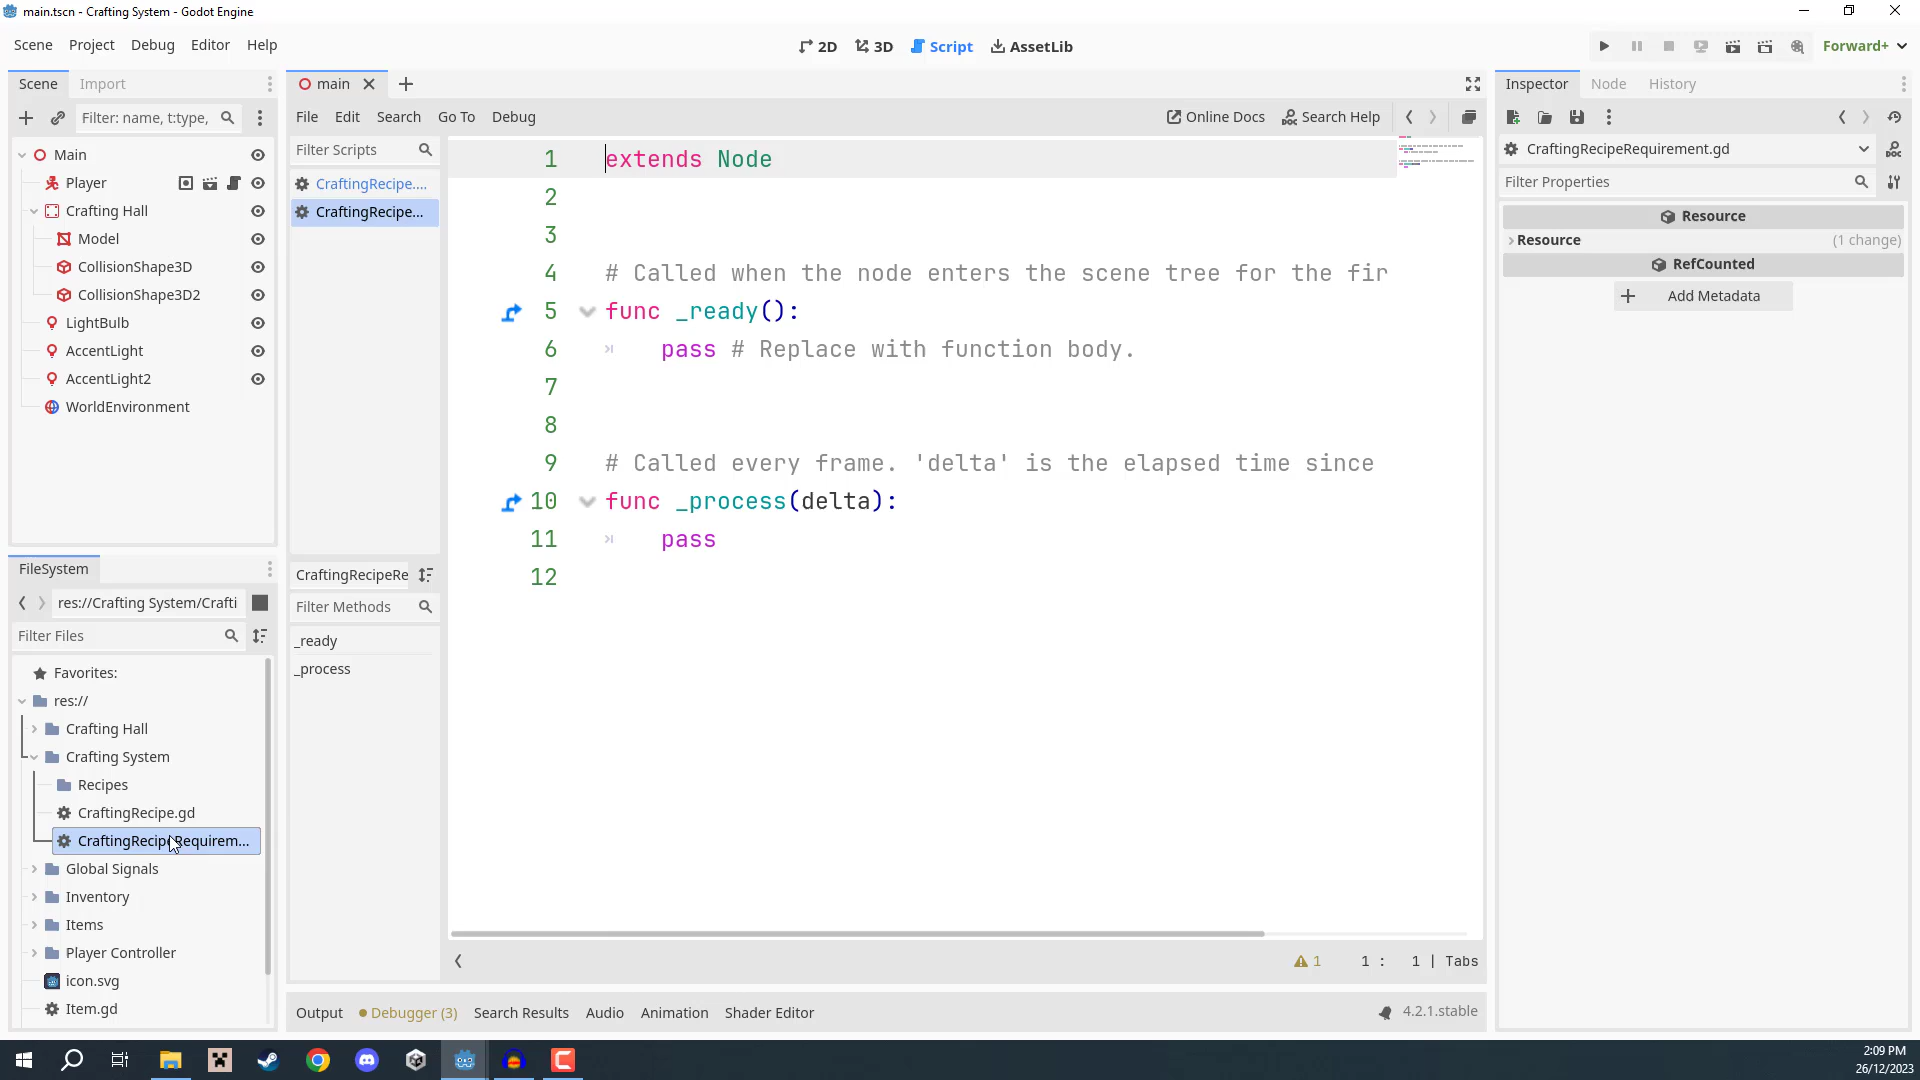 main.tscn - Crafting System - Godot Engine
Scene Project Debug Editor Help
2D 3D Script AssetLib
Forward+
Scene Import
Filter: name, t:type,
Main
Player
Crafting Hall
Model
CollisionShape3D
CollisionShape3D2
LightBulb
AccentLight
AccentLight2
WorldEnvironment
FileSystem
res://Crafting System/Crafti
Filter Files
Favorites:
res://
Crafting Hall
Crafting System
Recipes
CraftingRecipe.gd
CraftingRecipeRequirem...
Global Signals
Inventory
Items
Player Controller
icon.svg
Item.gd
main
File Edit Search Go To Debug
Online Docs Search Help
Filter Scripts
CraftingRecipe....
CraftingRecipe...
CraftingRecipeRe
Filter Methods
_ready
_process
1 extends Node
2
3
4 # Called when the node enters the scene tree for the fir
5 func _ready():
6 pass # Replace with function body.
7
8
9 # Called every frame. 'delta' is the elapsed time since
10 func _process(delta):
11 pass
12
1 1 : 1 | Tabs
Output Debugger (3) Search Results Audio Animation Shader Editor
4.2.1.stable
Inspector Node History
CraftingRecipeRequirement.gd
Filter Properties
Resource
Resource (1 change)
RefCounted
Add Metadata
2:09 PM
26/12/2023